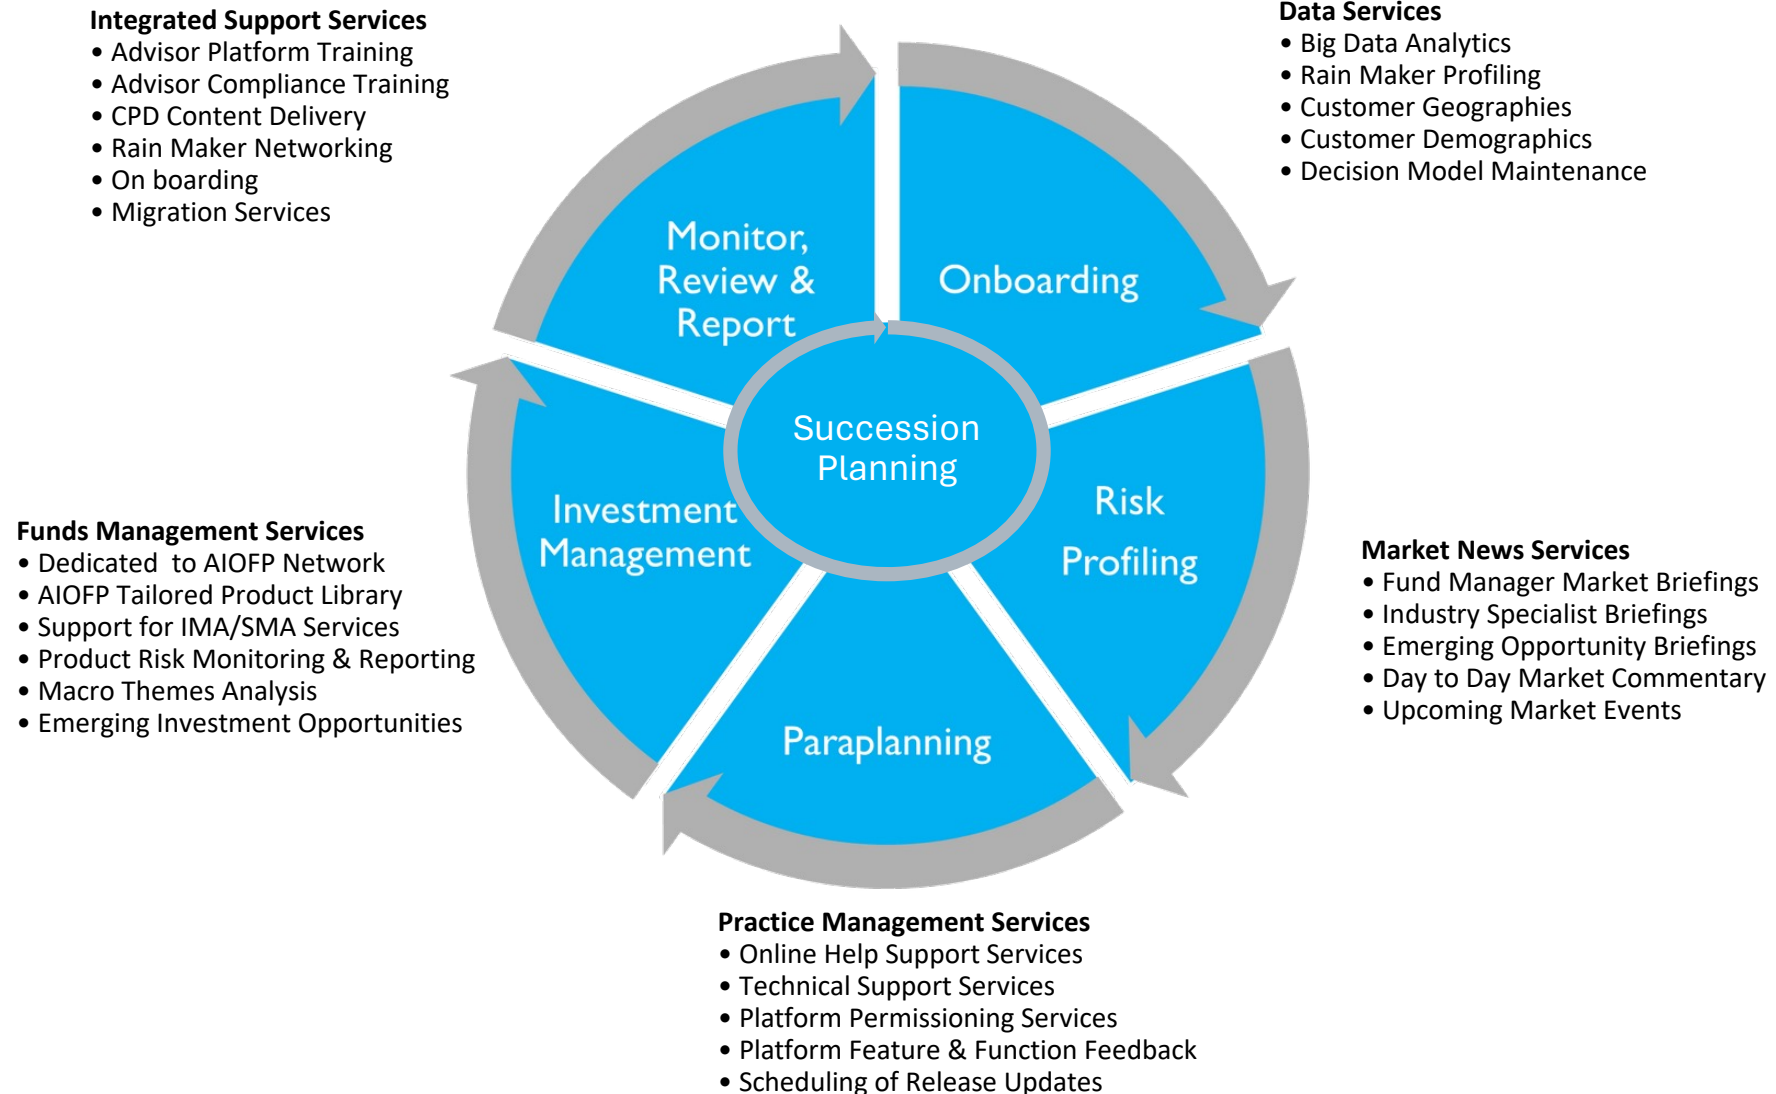 Integrated Support Services
• Advisor Platform Training
• Advisor Compliance Training
• CPD Content Delivery
• Rain Maker Networking
• On boarding
• Migration Services
Data Services
• Big Data Analytics
• Rain Maker Profiling
• Customer Geographies
• Customer Demographics
• Decision Model Maintenance
Monitor,
Review &
Report
Onboarding
Succession
Planning
Investment
Management
Risk
Profiling
Paraplanning
Funds Management Services
• Dedicated  to AIOFP Network
• AIOFP Tailored Product Library
• Support for IMA/SMA Services
• Product Risk Monitoring & Reporting
• Macro Themes Analysis
• Emerging Investment Opportunities
Market News Services
• Fund Manager Market Briefings
• Industry Specialist Briefings
• Emerging Opportunity Briefings
• Day to Day Market Commentary
• Upcoming Market Events
Practice Management Services
• Online Help Support Services
• Technical Support Services
• Platform Permissioning Services
• Platform Feature & Function Feedback
• Scheduling of Release Updates